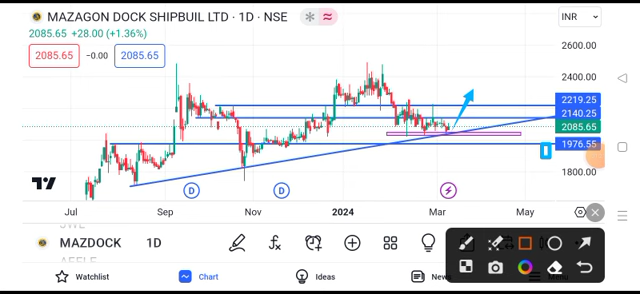 MAZAGON DOCK SHIPBUIL LTD · 1D · NSE
INR
2085.65 +28.00 (+1.36%)
2085.65 −0.00 2085.65
2600.00
2400.00
2219.25
2140.25
2085.65
1976.55
1800.00
D D
Jul Sep Nov 2024 Mar May
MAZDOCK 1D
Watchlist Chart Ideas News Menu